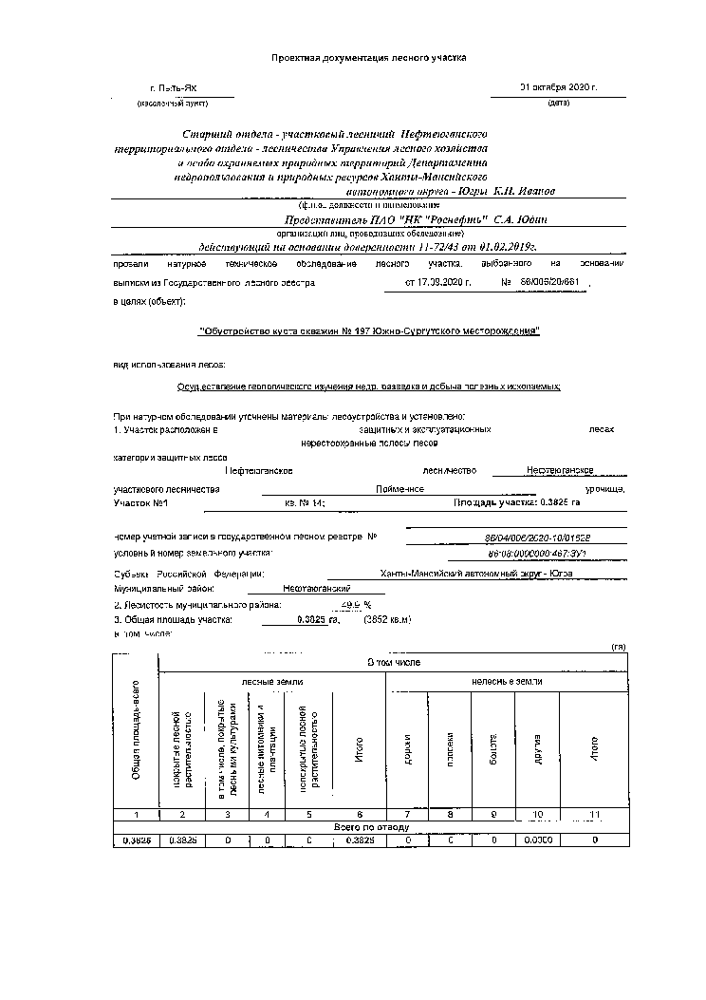 Проектная документация лесного участка
г. Пыть-Ях 01 октября 2020 г.
(населенный пункт) (дата)
Старший отдела - участковый лесничий Нефтеюганского
территориального отдела - лесничества Управления лесного хозяйства
и особо охраняемых природных территорий Департамента
недропользования и природных ресурсов Ханты-Мансийского
автономного округа - Югры К.Н. Иванов
(ф.и.о. должности и наименование
Представитель ПАО "НК "Роснефть" С.А. Юдин
организации лиц, проводивших обследование)
действующий на основании доверенности 11-72/43 от 01.02.2019г.
провели натурное техническое обследование лесного участка, выбранного на основании
выписки из Государственного лесного реестра от 17.09.2020 г. № 86/006/20/661 ,
в целях (объект):
"Обустройство куста скважин № 197 Южно-Сургутского месторождения"
вид использования лесов:
Осуществление геологического изучения недр, разведка и добыча полезных ископаемых;
При натурном обследовании уточнены материалы лесоустройства и установлено:
1. Участок расположен в защитных и эксплуатационных лесах
нерестоохранные полосы лесов
категории защитных лесов
Нефтеюганское лесничество Нефтеюганское
участкового лесничества Пойменное урочище,
Участок №1 кв. № 14; Площадь участка: 0.3825 га
номер учетной записи в государственном лесном реестре № 86/04/006/2020-10/01628
условный номер земельного участка: 86:08:0000000:467:ЗУ1
Субъект Российской Федерации: Ханты-Мансийский автономный округ - Югра
Муниципальный район: Нефтеюганский
2. Лесистость муниципального района: 49.9 %
3. Общая площадь участка: 0.3825 га, (3852 кв.м)
в том числе:
(га)
Общая площадь-всего
В том числе
лесные земли нелесные земли
покрытые лесной растительностью
в том числе, покрытые лесными культурами
лесные питомники и плантации
непокрытые лесной растительностью
Итого
дороги
просеки
болота
другие
Итого
1 2 3 4 5 6 7 8 9 10 11
Всего по отводу
0.3825 0.3825 0 0 0 0.3825 0 0 0 0.0000 0